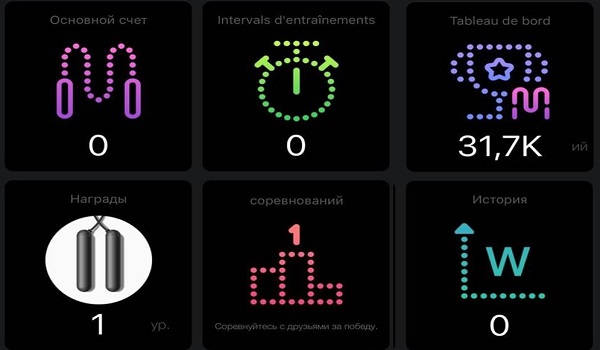 Основной счет
0
Intervals d'entraînements
0
Tableau de bord
31,7K
ий
Награды
1
ур.
соревнований
1
Соревнуйтесь с друзьями за победу.
История
W
0